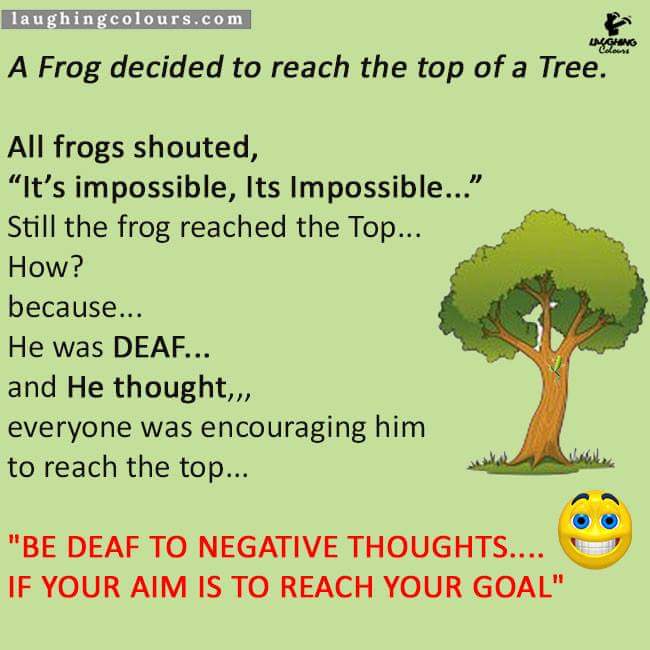 laughingcolours.com
LAUGHING
Colours
A Frog decided to reach the top of a Tree.
All frogs shouted,
“It’s impossible, Its Impossible...”
Still the frog reached the Top...
How?
because...
He was DEAF...
and He thought,,,
everyone was encouraging him
to reach the top...
"BE DEAF TO NEGATIVE THOUGHTS....
IF YOUR AIM IS TO REACH YOUR GOAL"